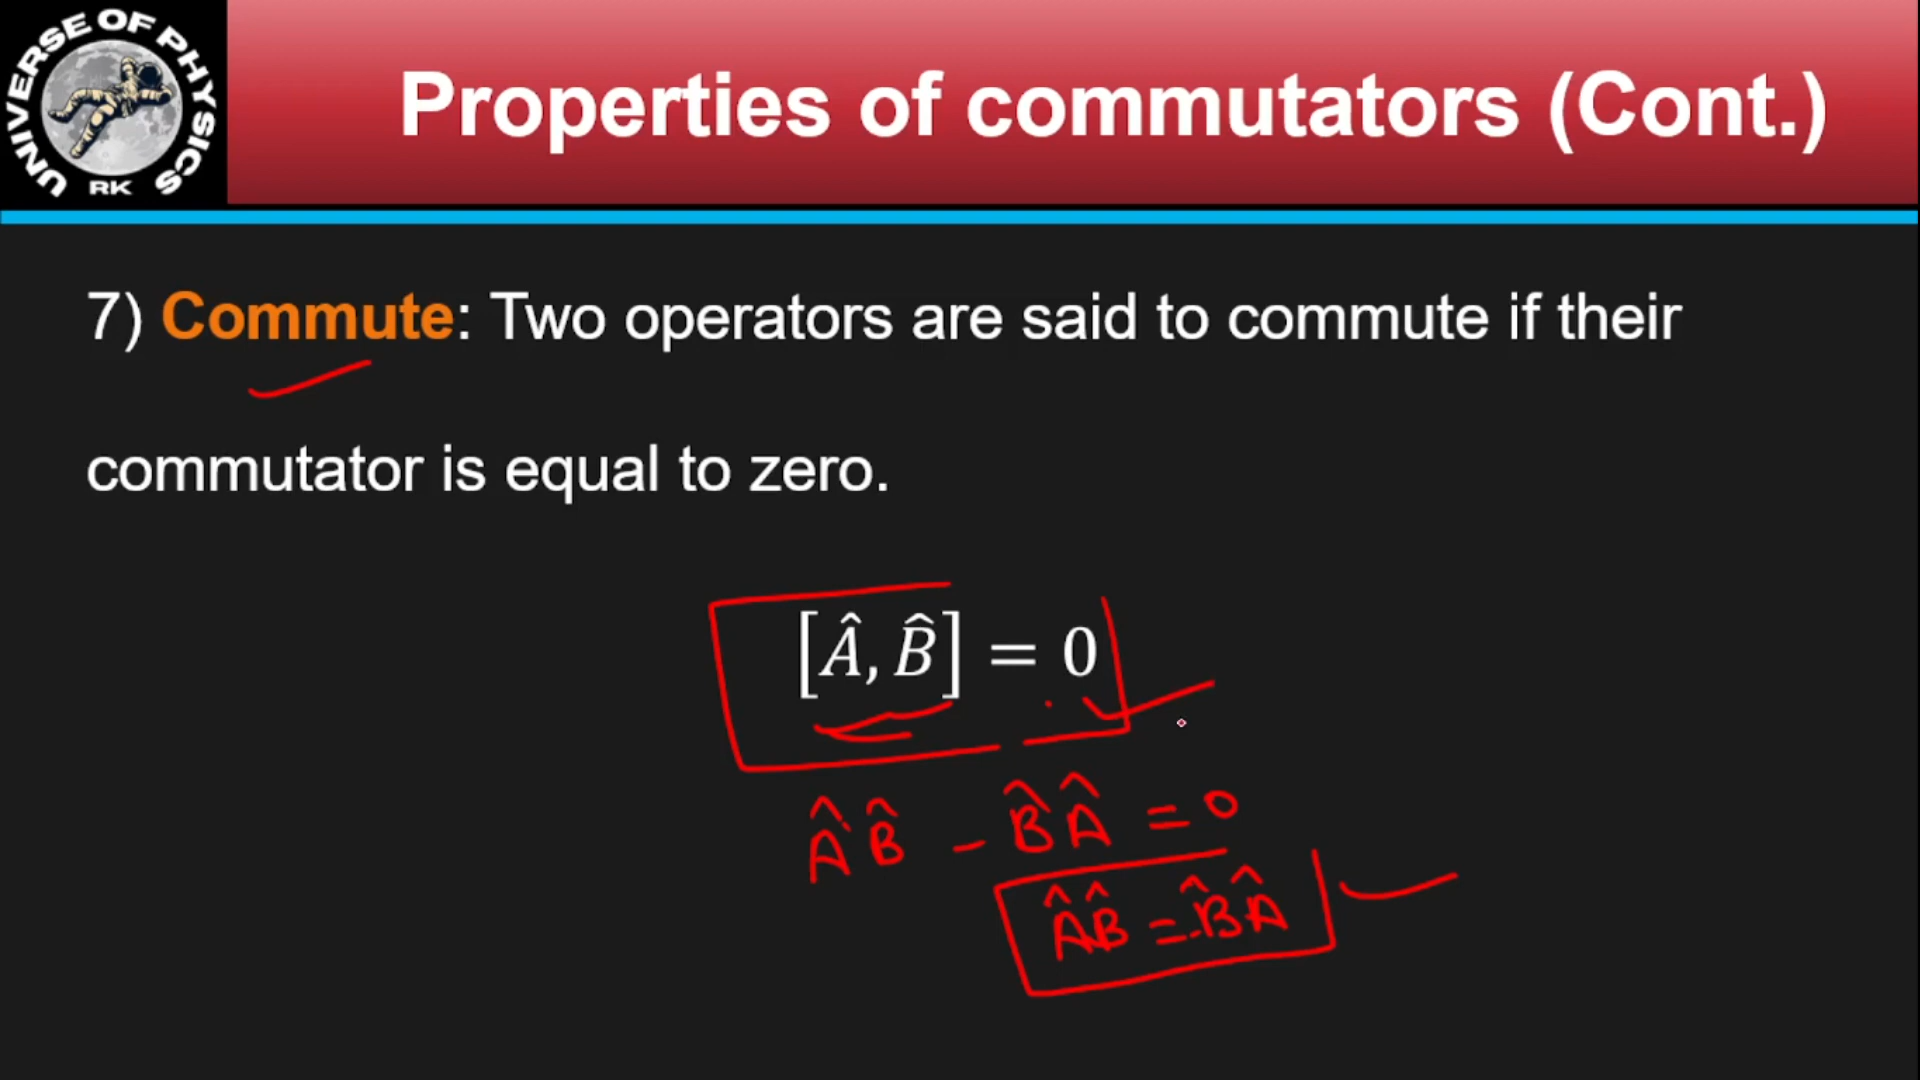 UNIVERSE OF PHYSICS
RK
Properties of commutators (Cont.)
7) Commute: Two operators are said to commute if their
commutator is equal to zero.
[Â, B̂] = 0
ÂB̂ - B̂Â = 0
ÂB̂ = B̂Â